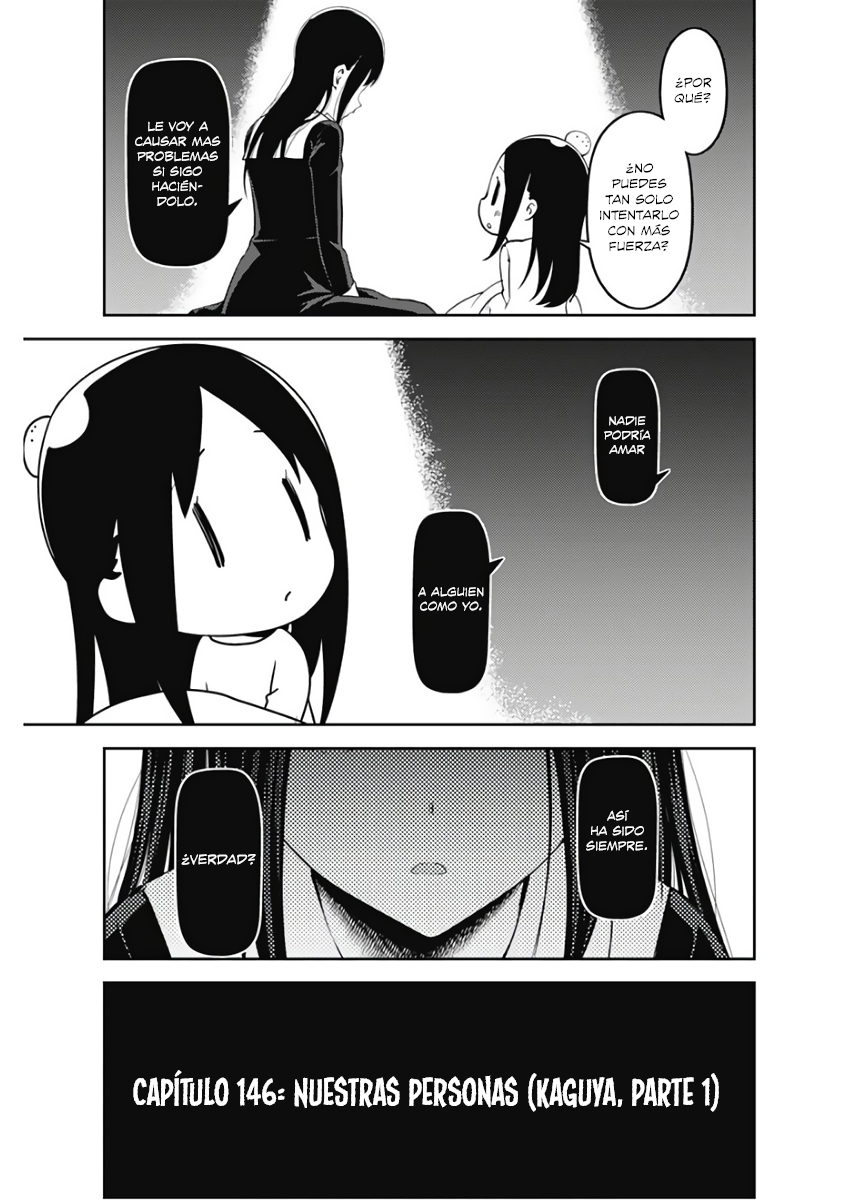 ¿POR
QUÉ?
¿NO
PUEDES
TAN SOLO
INTENTARLO
CON MÁS
FUERZA?
LE VOY A
CAUSAR MAS
PROBLEMAS
SI SIGO
HACIÉN-
DOLO.
NADIE
PODRÍA
AMAR
A ALGUIEN
COMO YO.
ASÍ
HA SIDO
SIEMPRE.
¿VERDAD?
CAPÍTULO 146: NUESTRAS PERSONAS (KAGUYA, PARTE 1)